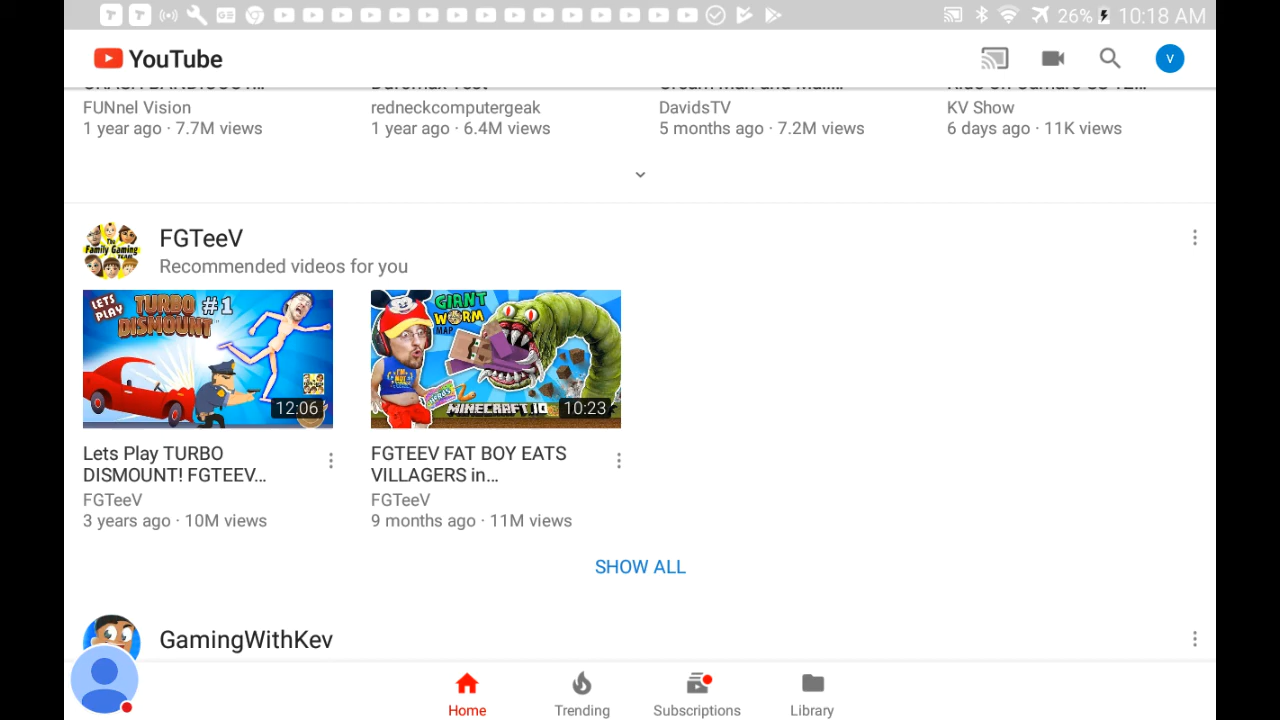 26% 10:18 AM
YouTube
V
FUNnel Vision
1 year ago · 7.7M views
redneckcomputergeak
1 year ago · 6.4M views
DavidsTV
5 months ago · 7.2M views
KV Show
6 days ago · 11K views
FGTeeV
Recommended videos for you
The
Family Gaming
TEAM
LETS
PLAY
TURBO #1
DISMOUNT
12:06
GIANT
WORM
MAP
MINECRAFT.IO
10:23
Lets Play TURBO
DISMOUNT! FGTEEV...
FGTeeV
3 years ago · 10M views
FGTEEV FAT BOY EATS
VILLAGERS in...
FGTeeV
9 months ago · 11M views
SHOW ALL
GamingWithKev
Home
Trending
Subscriptions
Library